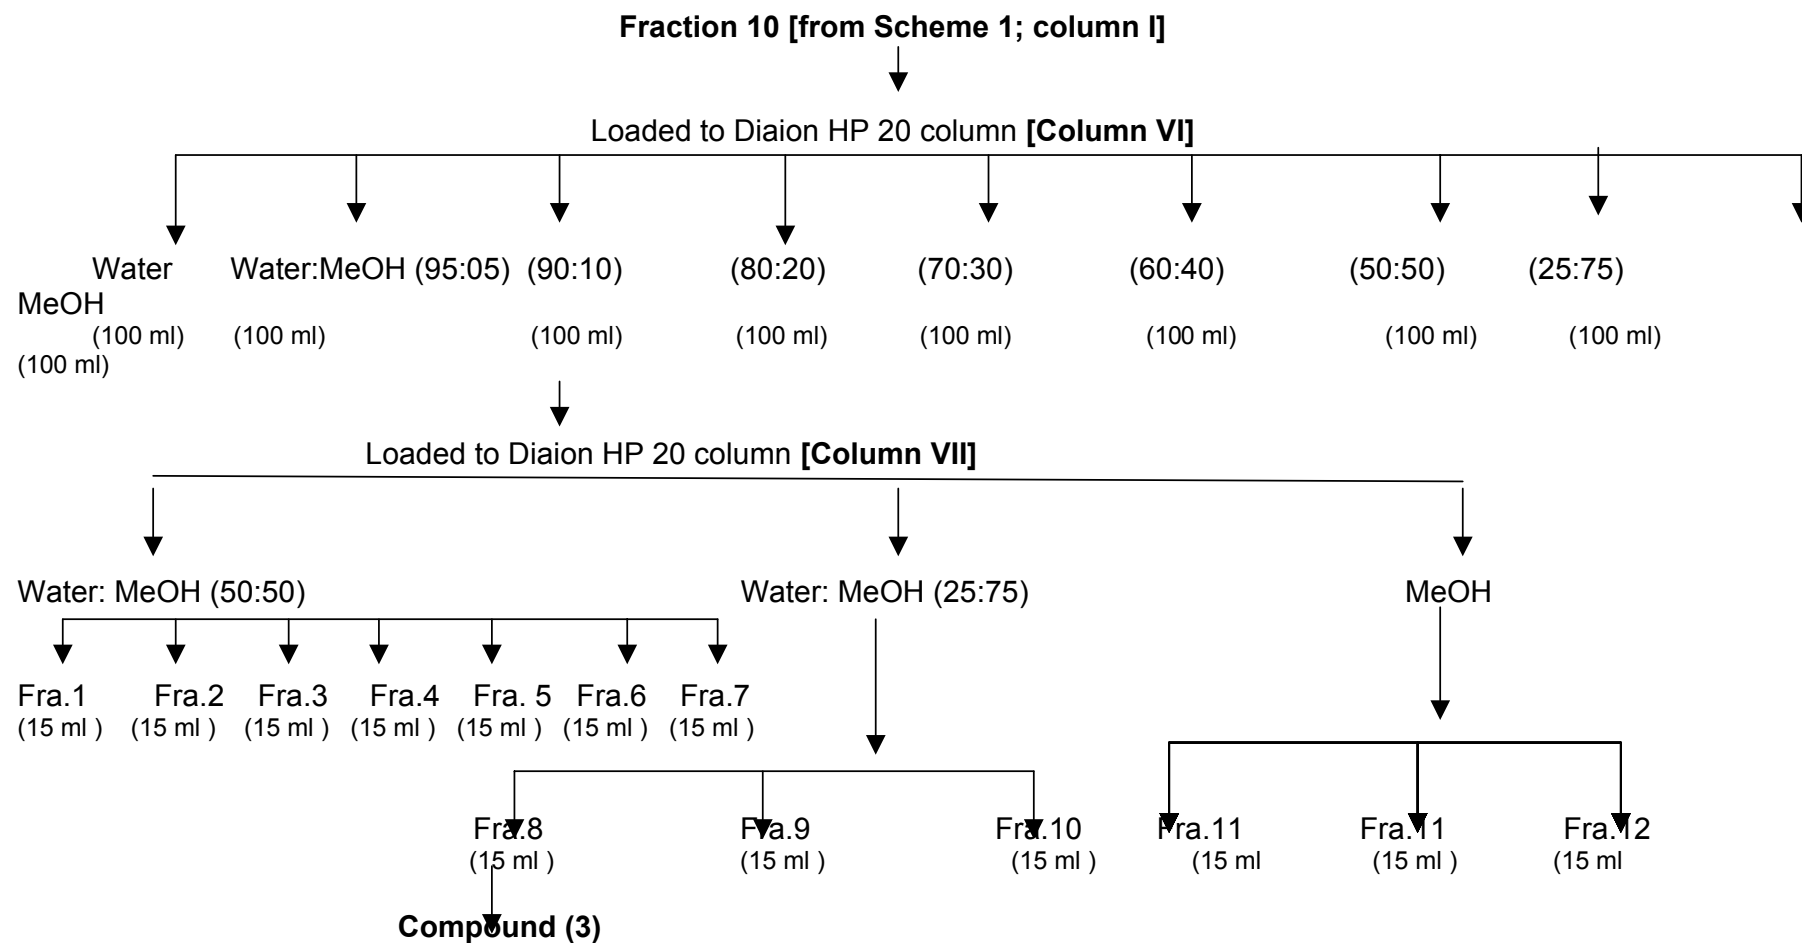 Fraction 10 [from Scheme 1; column I]
Loaded to Diaion HP 20 column [Column VI]
Water Water:MeOH (95:05) (90:10) (80:20) (70:30) (60:40) (50:50) (25:75)
MeOH
(100 ml) (100 ml) (100 ml) (100 ml) (100 ml) (100 ml) (100 ml) (100 ml)
(100 ml)
Loaded to Diaion HP 20 column [Column VII]
Water: MeOH (50:50) Water: MeOH (25:75) MeOH
Fra.1 Fra.2 Fra.3 Fra.4 Fra. 5 Fra.6 Fra.7
(15 ml ) (15 ml ) (15 ml ) (15 ml ) (15 ml ) (15 ml ) (15 ml )
Fra.8 Fra.9 Fra.10 Fra.11 Fra.11 Fra.12
(15 ml ) (15 ml ) (15 ml ) (15 ml (15 ml ) (15 ml
Compound (3)